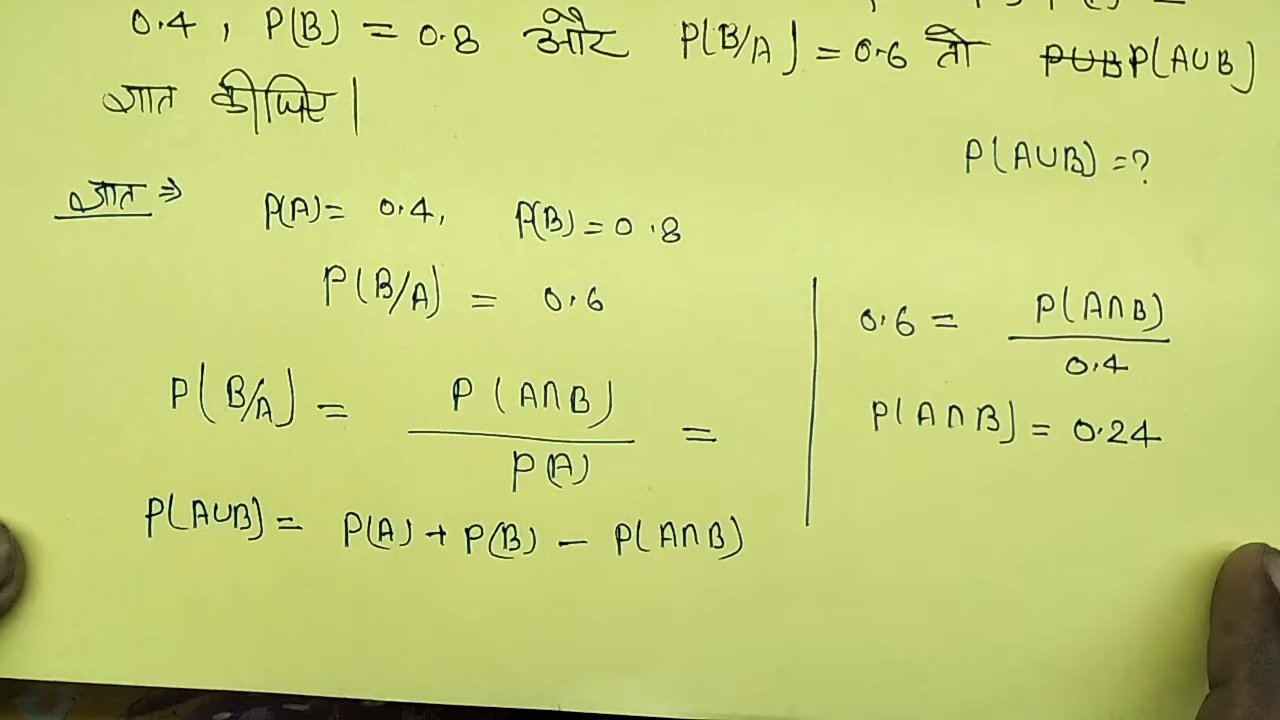 0.4, P(B) = 0.8 और P(B/A) = 0.6 तो P(A∪B)
ज्ञात कीजिए।
P(A∪B) = ?
ज्ञात ⇒ P(A) = 0.4, P(B) = 0.8
P(B/A) = 0.6
P(B/A) = P(A∩B) / P(A) =
P(A∪B) = P(A) + P(B) − P(A∩B)
0.6 = P(A∩B) / 0.4
P(A∩B) = 0.24